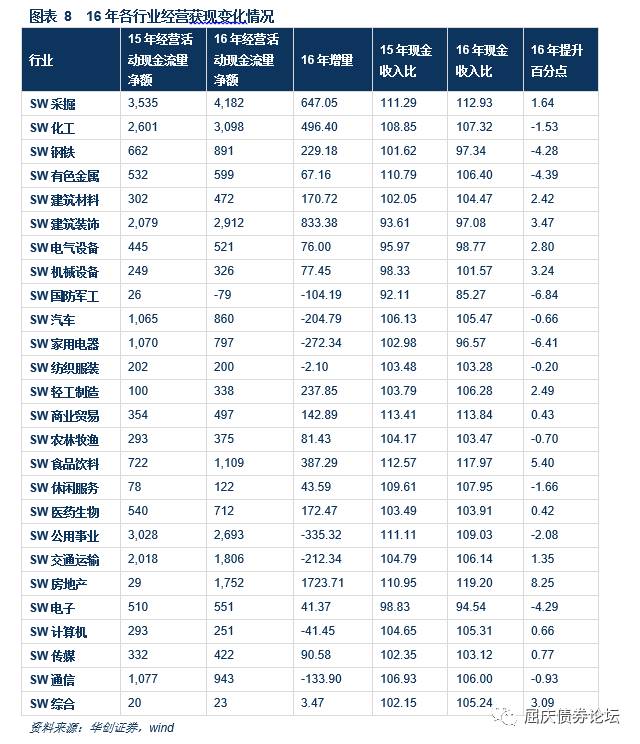 图表 8 16 年各行业经营获现变化情况
行业 15 年经营活动现金流量净额 16 年经营活动现金流量净额 16 年增量 15 年现金收入比 16 年现金收入比 16 年提升百分点
SW 采掘 3,535 4,182 647.05 111.29 112.93 1.64
SW 化工 2,601 3,098 496.40 108.85 107.32 -1.53
SW 钢铁 662 891 229.18 101.62 97.34 -4.28
SW 有色金属 532 599 67.16 110.79 106.40 -4.39
SW 建筑材料 302 472 170.72 102.05 104.47 2.42
SW 建筑装饰 2,079 2,912 833.38 93.61 97.08 3.47
SW 电气设备 445 521 76.00 95.97 98.77 2.80
SW 机械设备 249 326 77.45 98.33 101.57 3.24
SW 国防军工 26 -79 -104.19 92.11 85.27 -6.84
SW 汽车 1,065 860 -204.79 106.13 105.47 -0.66
SW 家用电器 1,070 797 -272.34 102.98 96.57 -6.41
SW 纺织服装 202 200 -2.10 103.48 103.28 -0.20
SW 轻工制造 100 338 237.85 103.79 106.28 2.49
SW 商业贸易 354 497 142.89 113.41 113.84 0.43
SW 农林牧渔 293 375 81.43 104.17 103.47 -0.70
SW 食品饮料 722 1,109 387.29 112.57 117.97 5.40
SW 休闲服务 78 122 43.59 109.61 107.95 -1.66
SW 医药生物 540 712 172.47 103.49 103.91 0.42
SW 公用事业 3,028 2,693 -335.32 111.11 109.03 -2.08
SW 交通运输 2,018 1,806 -212.34 104.79 106.14 1.35
SW 房地产 29 1,752 1723.71 110.95 119.20 8.25
SW 电子 510 551 41.37 98.83 94.54 -4.29
SW 计算机 293 251 -41.45 104.65 105.31 0.66
SW 传媒 332 422 90.58 102.35 103.12 0.77
SW 通信 1,077 943 -133.90 106.93 106.00 -0.93
SW 综合 20 23 3.47 102.15 105.24 3.09
资料来源：华创证券，wind
屈庆债券论坛